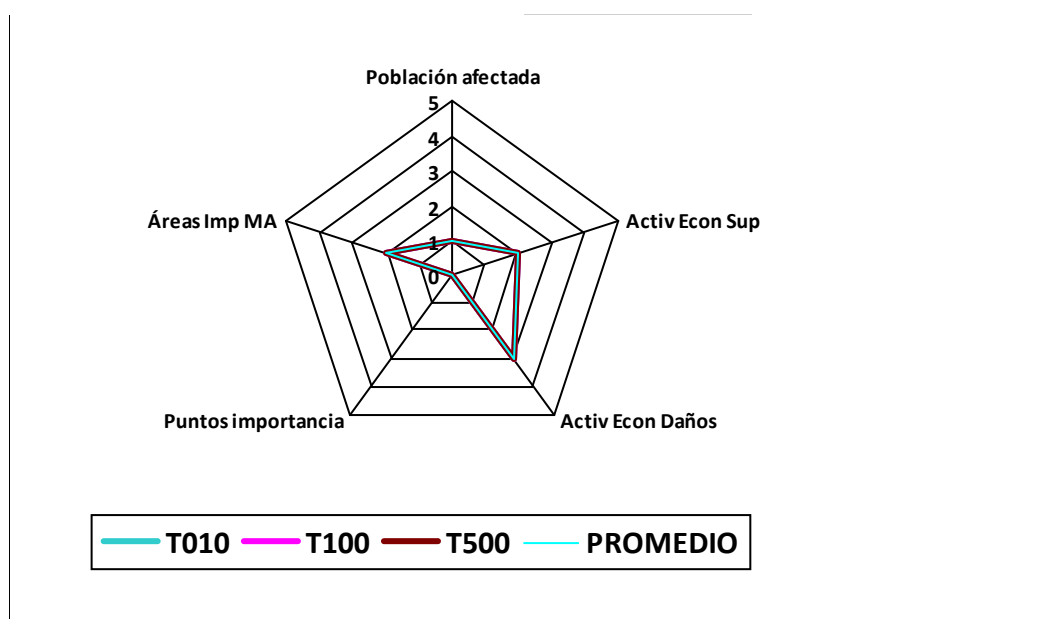 Población afectada
5
4
3
2
1
0
Áreas Imp MA
Activ Econ Sup
Puntos importancia
Activ Econ Daños
T010 T100 T500 PROMEDIO